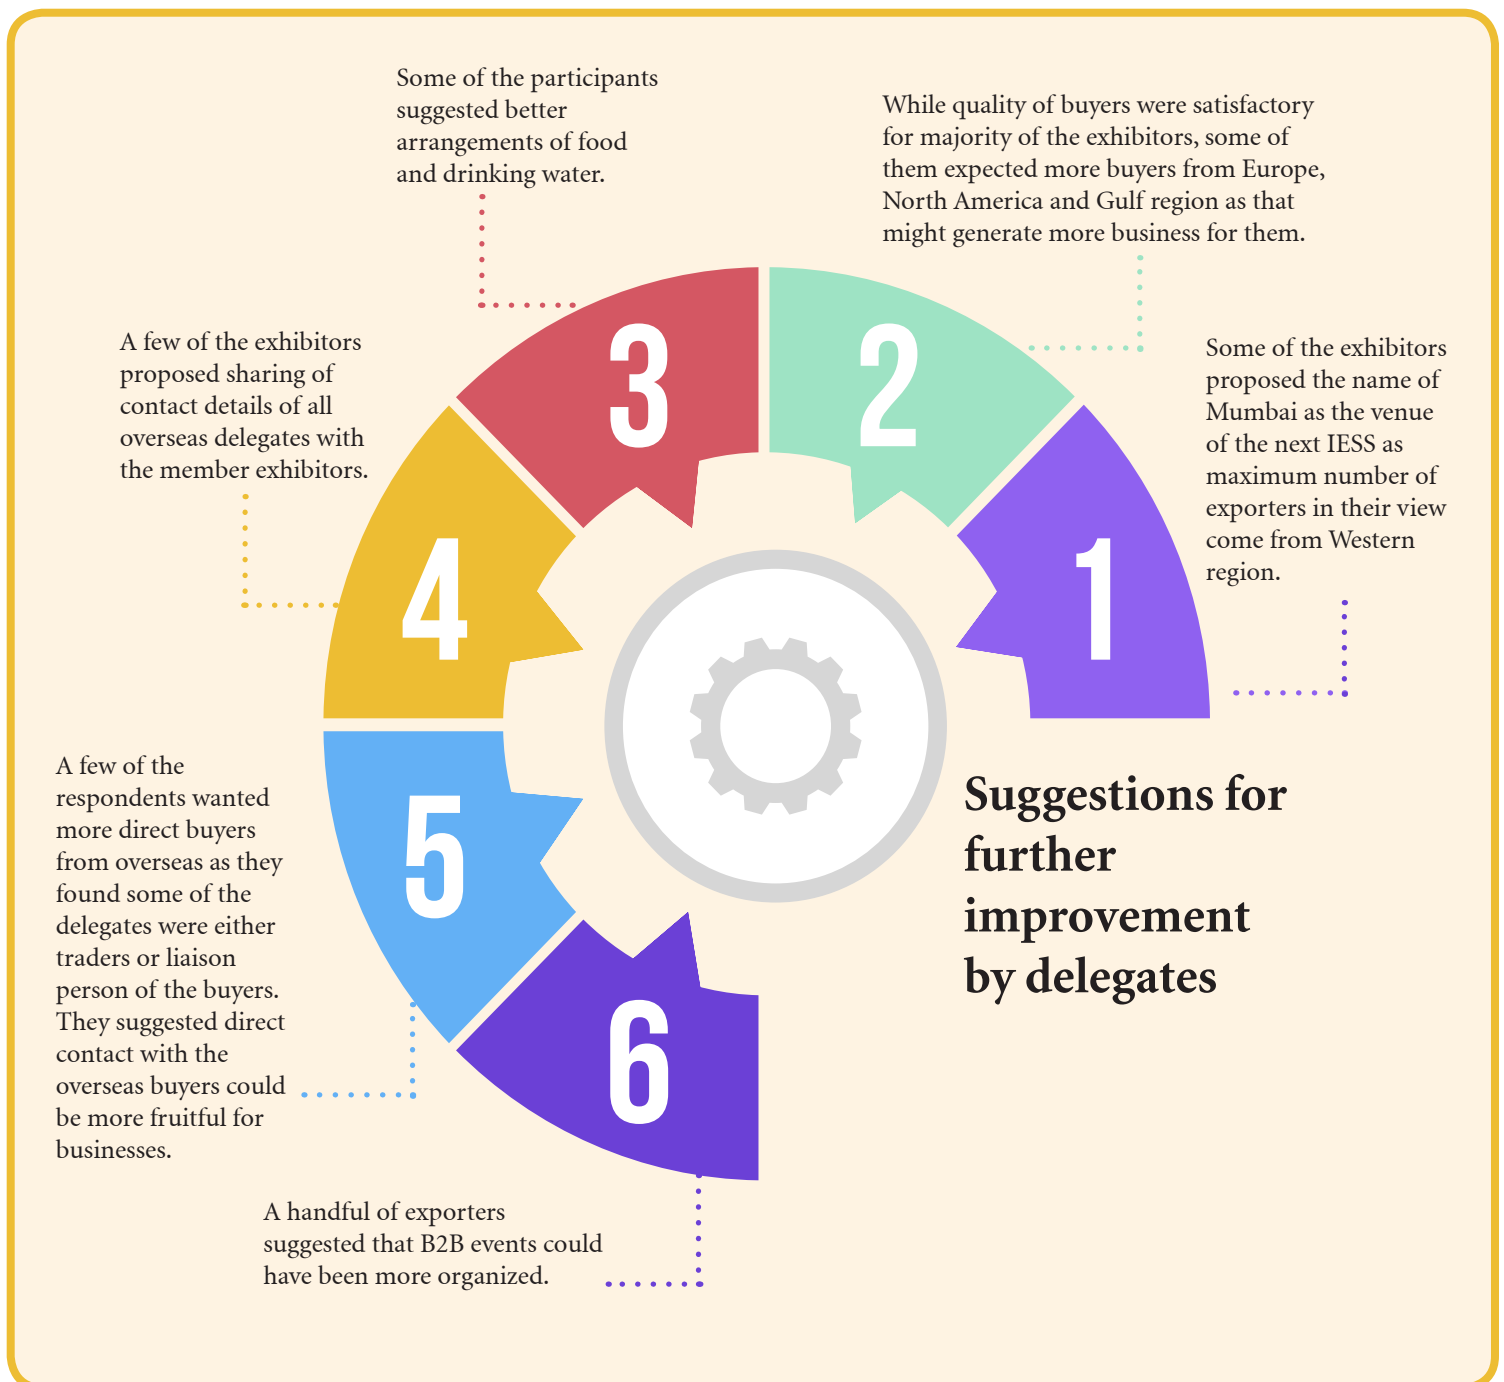 Some of the participants
suggested better
arrangements of food
and drinking water.
While quality of buyers were satisfactory
for majority of the exhibitors, some of
them expected more buyers from Europe,
North America and Gulf region as that
might generate more business for them.
A few of the exhibitors
proposed sharing of
contact details of all
overseas delegates with
the member exhibitors.
Some of the exhibitors
proposed the name of
Mumbai as the venue
of the next IESS as
maximum number of
exporters in their view
come from Western
region.
3
2
4
1
5
6
Suggestions for
further
improvement
by delegates
A few of the
respondents wanted
more direct buyers
from overseas as they
found some of the
delegates were either
traders or liaison
person of the buyers.
They suggested direct
contact with the
overseas buyers could
be more fruitful for
businesses.
A handful of exporters
suggested that B2B events could
have been more organized.